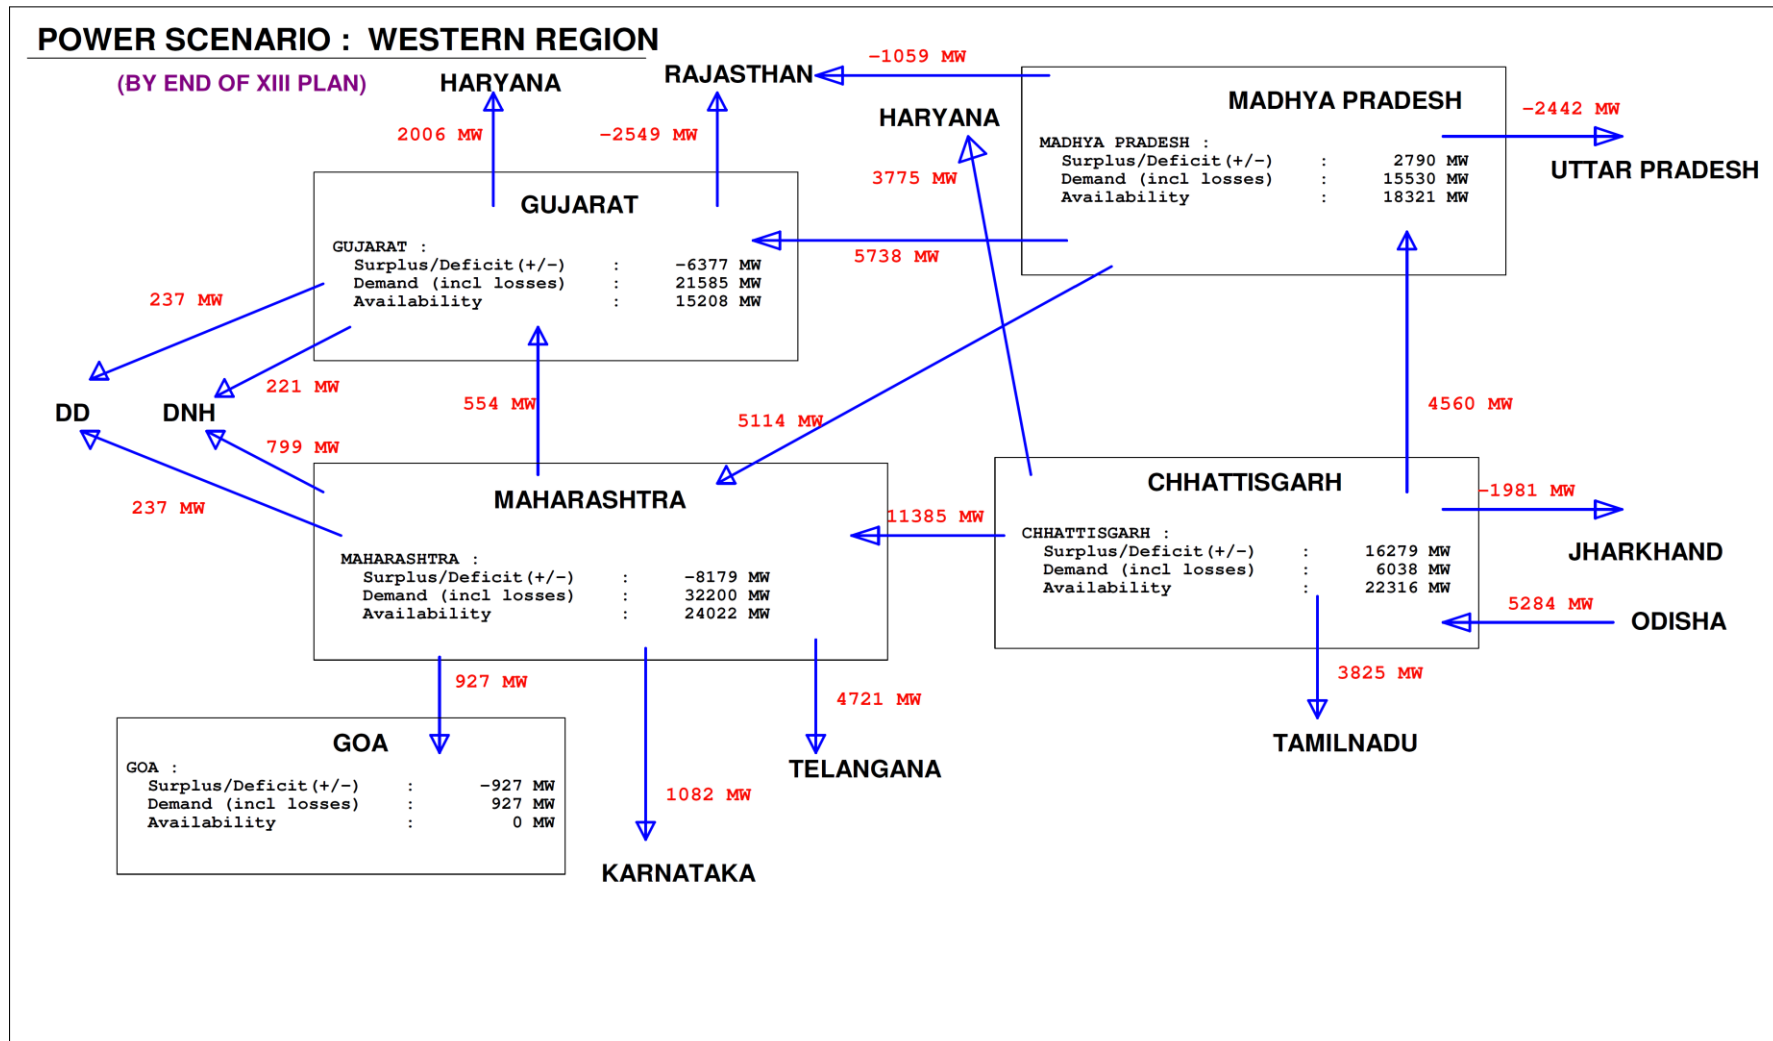 POWER SCENARIO : WESTERN REGION
(BY END OF XIII PLAN)
HARYANA
RAJASTHAN
−1059 MW
2006 MW
−2549 MW
HARYANA
3775 MW
MADHYA PRADESH
MADHYA PRADESH :
Surplus/Deficit(+/−) : 2790 MW
Demand (incl losses) : 15530 MW
Availability : 18321 MW
−2442 MW
UTTAR PRADESH
GUJARAT
GUJARAT :
Surplus/Deficit(+/−) : −6377 MW
Demand (incl losses) : 21585 MW
Availability : 15208 MW
5738 MW
237 MW
221 MW
DD
DNH
554 MW
5114 MW
4560 MW
799 MW
237 MW
MAHARASHTRA
MAHARASHTRA :
Surplus/Deficit(+/−) : −8179 MW
Demand (incl losses) : 32200 MW
Availability : 24022 MW
11385 MW
CHHATTISGARH
CHHATTISGARH :
Surplus/Deficit(+/−) : 16279 MW
Demand (incl losses) : 6038 MW
Availability : 22316 MW
−1981 MW
JHARKHAND
5284 MW
ODISHA
927 MW
4721 MW
3825 MW
GOA
GOA :
Surplus/Deficit(+/−) : −927 MW
Demand (incl losses) : 927 MW
Availability : 0 MW
TELANGANA
TAMILNADU
1082 MW
KARNATAKA